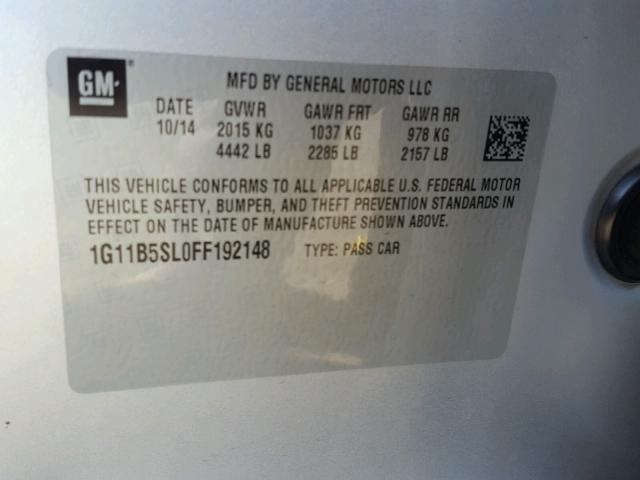 GM ®
MFD BY GENERAL MOTORS LLC
DATE GVWR GAWR FRT GAWR RR
10/14 2015 KG 1037 KG 978 KG
4442 LB 2285 LB 2157 LB
THIS VEHICLE CONFORMS TO ALL APPLICABLE U.S. FEDERAL MOTOR
VEHICLE SAFETY, BUMPER, AND THEFT PREVENTION STANDARDS IN
EFFECT ON THE DATE OF MANUFACTURE SHOWN ABOVE.
1G11B5SL0FF192148 TYPE: PASS CAR